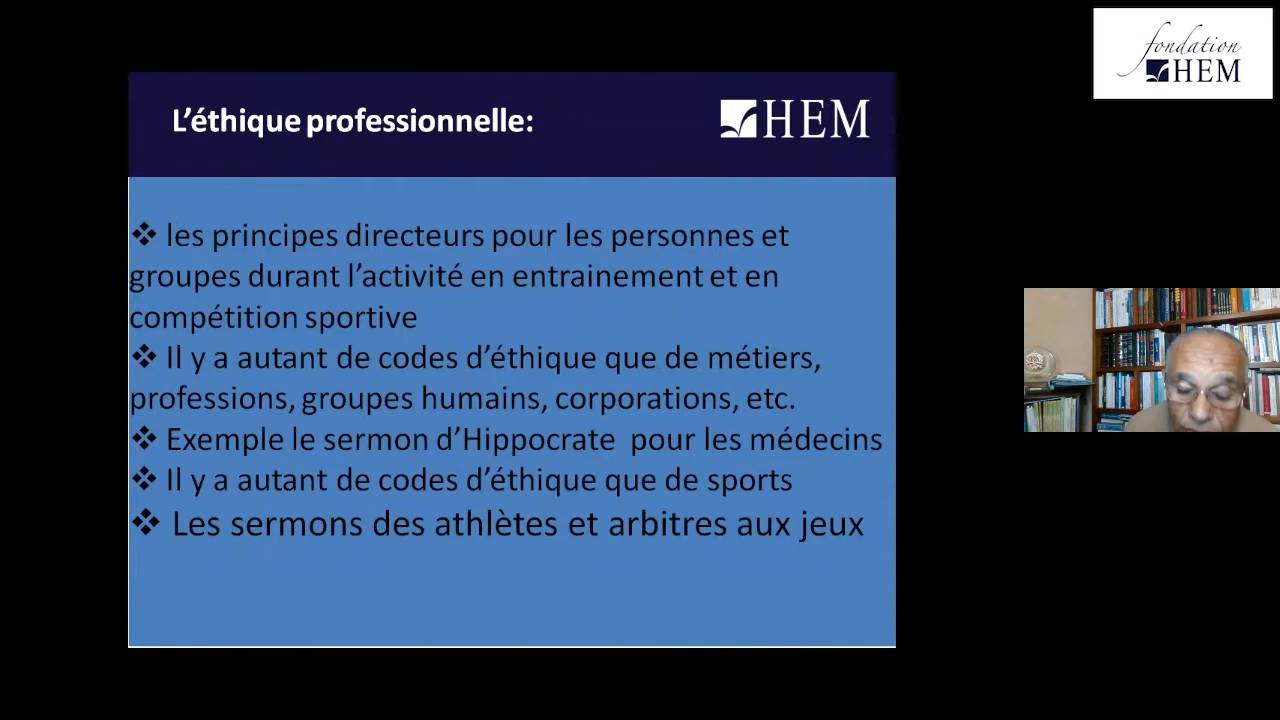 fondation
HEM
L'éthique professionnelle:
HEM
❖ les principes directeurs pour les personnes et
groupes durant l'activité en entrainement et en
compétition sportive
❖ Il y a autant de codes d'éthique que de métiers,
professions, groupes humains, corporations, etc.
❖ Exemple le sermon d'Hippocrate pour les médecins
❖ Il y a autant de codes d'éthique que de sports
❖ Les sermons des athlètes et arbitres aux jeux